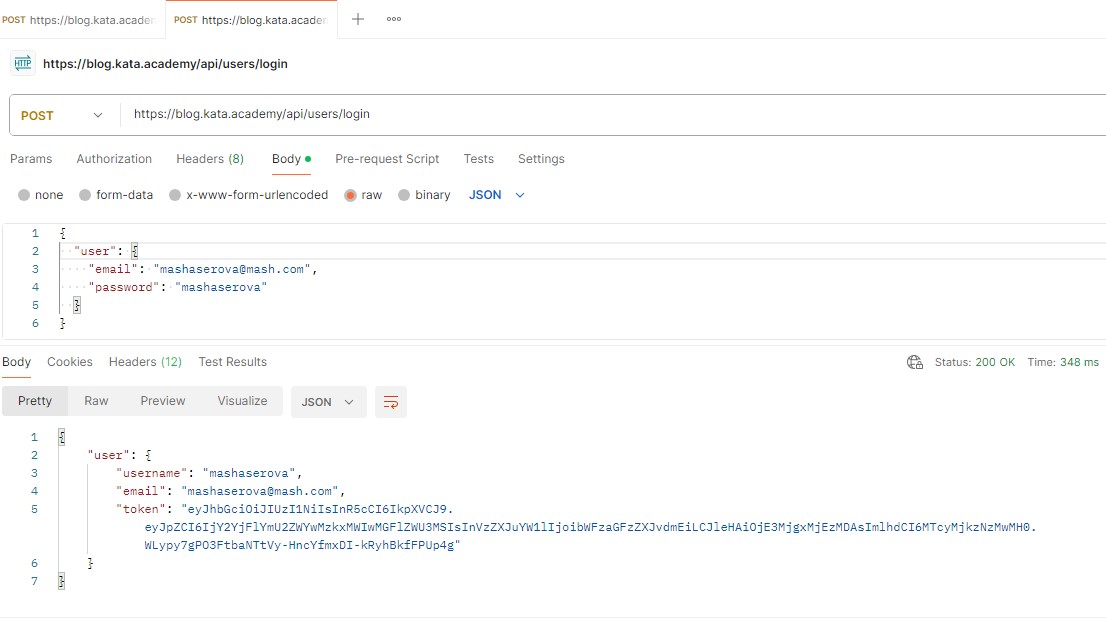 POST https://blog.kata.academ
POST https://blog.kata.academ
HTTP https://blog.kata.academy/api/users/login
POST https://blog.kata.academy/api/users/login
Params Authorization Headers (8) Body Pre-request Script Tests Settings
none form-data x-www-form-urlencoded raw binary JSON
1 {
2 "user": {
3 "email": "mashaserova@mash.com",
4 "password": "mashaserova"
5 }
6 }
Body Cookies Headers (12) Test Results Status: 200 OK Time: 348 ms
Pretty Raw Preview Visualize JSON
1 {
2 "user": {
3 "username": "mashaserova",
4 "email": "mashaserova@mash.com",
5 "token": "eyJhbGciOiJIUzI1NiIsInR5cCI6IkpXVCJ9.
eyJpZCI6IjY2YjFlYmU2ZWYwMzkxMWIwMGFlZWU3MSIsInVzZXJuYW1lIjoibWFzaGFzZXJvdmEiLCJleHAiOjE3MjgxMjEzMDAsImlhdCI6MTcyMjkzNzMwMH0.
WLypy7gPO3FtbaNTtVy-HncYfmxDI-kRyhBkfFPUp4g"
6 }
7 }